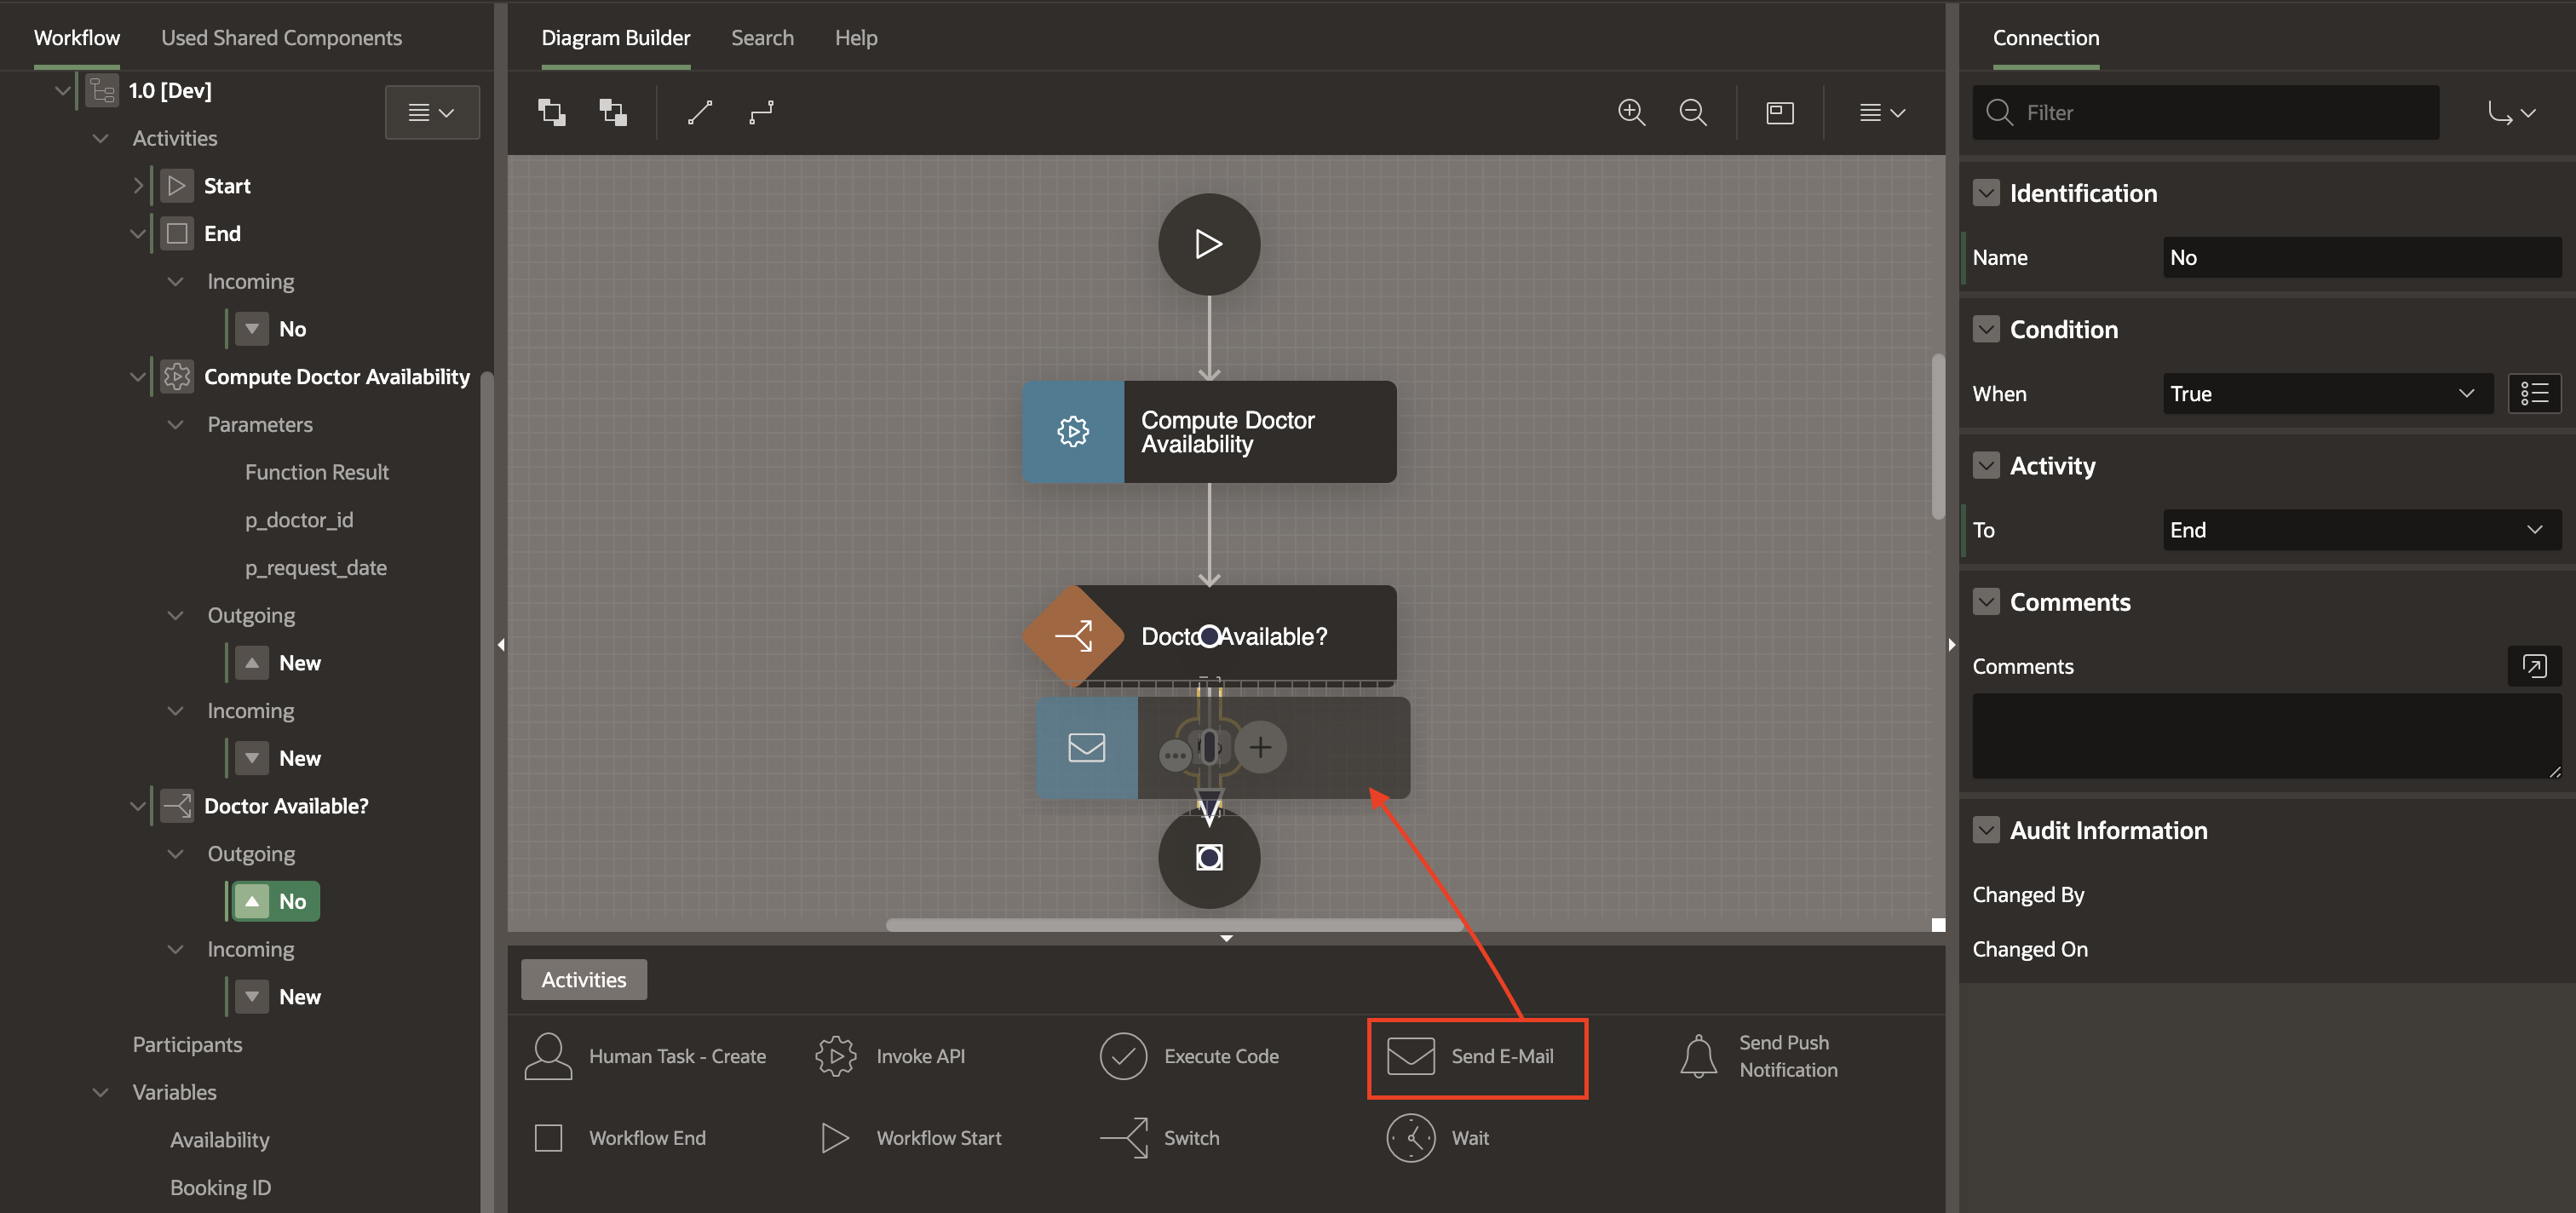 Workflow
Used Shared Components
1.0 [Dev]
Activities
Start
End
Incoming
No
Compute Doctor Availability
Parameters
Function Result
p_doctor_id
p_request_date
Outgoing
New
Incoming
New
Doctor Available?
Outgoing
No
Incoming
New
Participants
Variables
Availability
Booking ID
Diagram Builder
Search
Help
Compute Doctor
Availability
Available?
Activities
Human Task - Create
Invoke API
Execute Code
Send E-Mail
Send Push
Notification
Workflow End
Workflow Start
Switch
Wait
Connection
Filter
Identification
Name
No
Condition
When
True
Activity
To
End
Comments
Comments
Audit Information
Changed By
Changed On